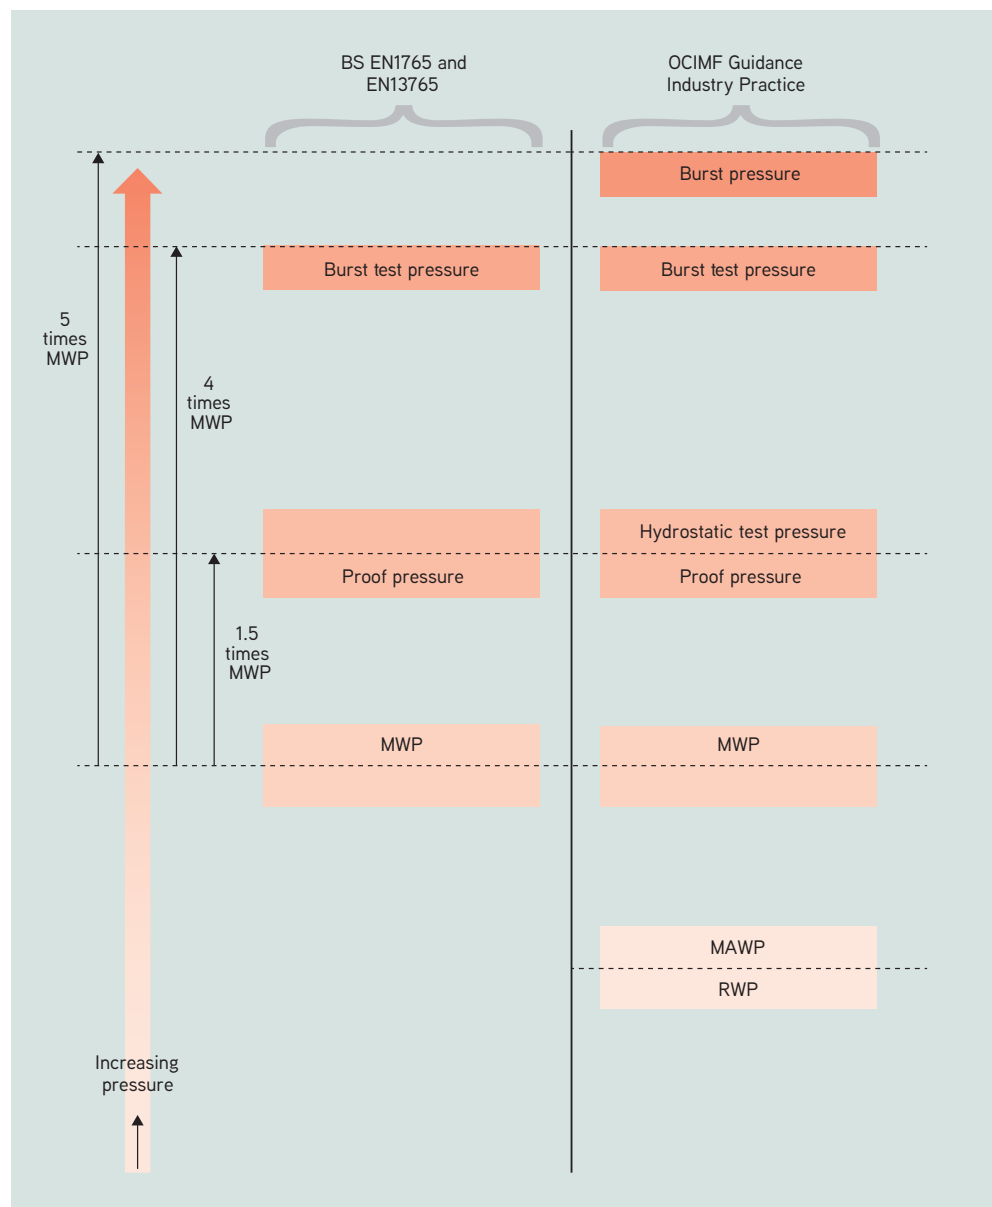 BS EN1765 and
EN13765
OCIMF Guidance
Industry Practice
Burst pressure
Burst test pressure
Burst test pressure
5
times
MWP
4
times
MWP
Hydrostatic test pressure
Proof pressure
Proof pressure
1.5
times
MWP
MWP
MWP
MAWP
RWP
Increasing
pressure